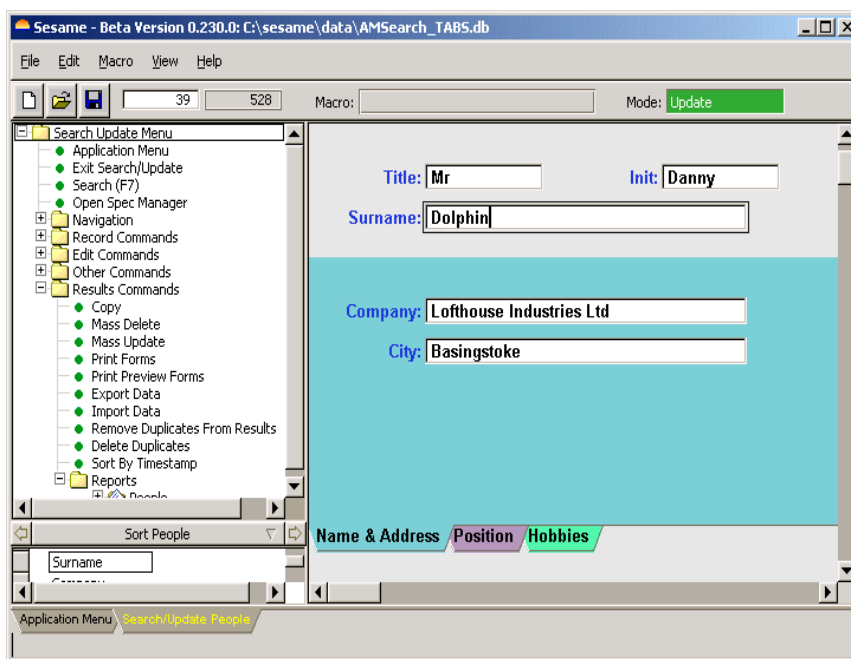 Sesame - Beta Version 0.230.0: C:\sesame\data\AMSearch_TABS.db
File Edit Macro View Help
39 528 Macro: Mode: Update
Search Update Menu
Application Menu
Exit Search/Update
Search (F7)
Open Spec Manager
Navigation
Record Commands
Edit Commands
Other Commands
Results Commands
Copy
Mass Delete
Mass Update
Print Forms
Print Preview Forms
Export Data
Import Data
Remove Duplicates From Results
Delete Duplicates
Sort By Timestamp
Reports
People
Sort People
Surname
Company
Title: Mr Init: Danny
Surname: Dolphin
Company: Lofthouse Industries Ltd
City: Basingstoke
Name & Address Position Hobbies
Application Menu Search/Update People